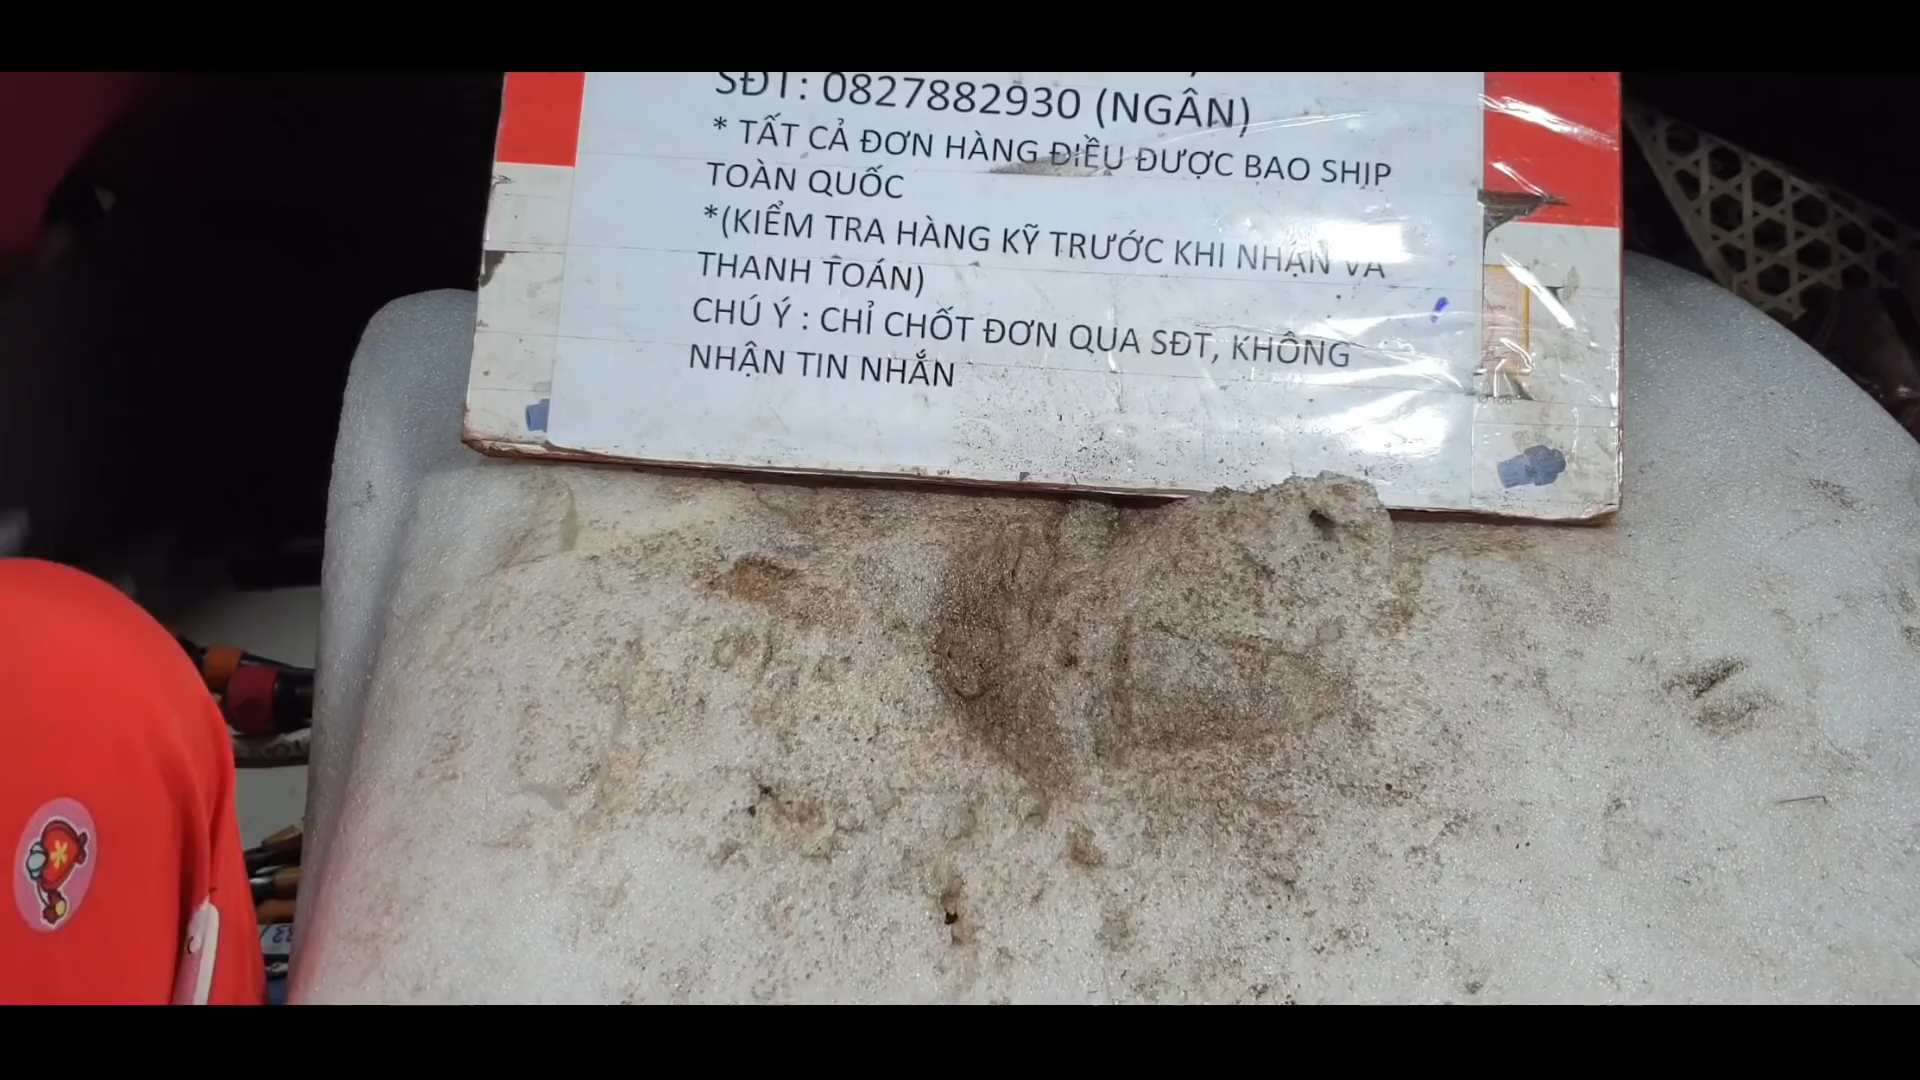 SĐT: 0827882930 (NGÂN)
* TẤT CẢ ĐƠN HÀNG ĐIỀU ĐƯỢC BAO SHIP
TOÀN QUỐC
*(KIỂM TRA HÀNG KỸ TRƯỚC KHI NHẬN VÀ
THANH TOÁN)
CHÚ Ý : CHỈ CHỐT ĐƠN QUA SĐT, KHÔNG
NHẬN TIN NHẮN